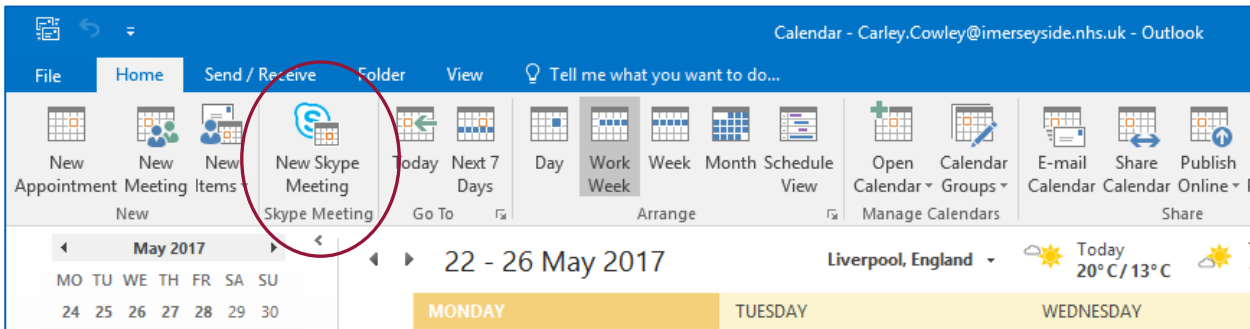 Calendar - Carley.Cowley@imerseyside.nhs.uk - Outlook
File Home Send / Receive Folder View Tell me what you want to do...
New New New New Skype Today Next 7 Day Work Week Month Schedule Open Calendar E-mail Share Publish
Appointment Meeting Items Meeting Days Week View Calendar Groups Calendar Calendar Online
New Skype Meeting Go To Arrange Manage Calendars Share
May 2017
22 - 26 May 2017 Liverpool, England Today
20°C/13°C
MO TU WE TH FR SA SU
24 25 26 27 28 29 30 MONDAY TUESDAY WEDNESDAY